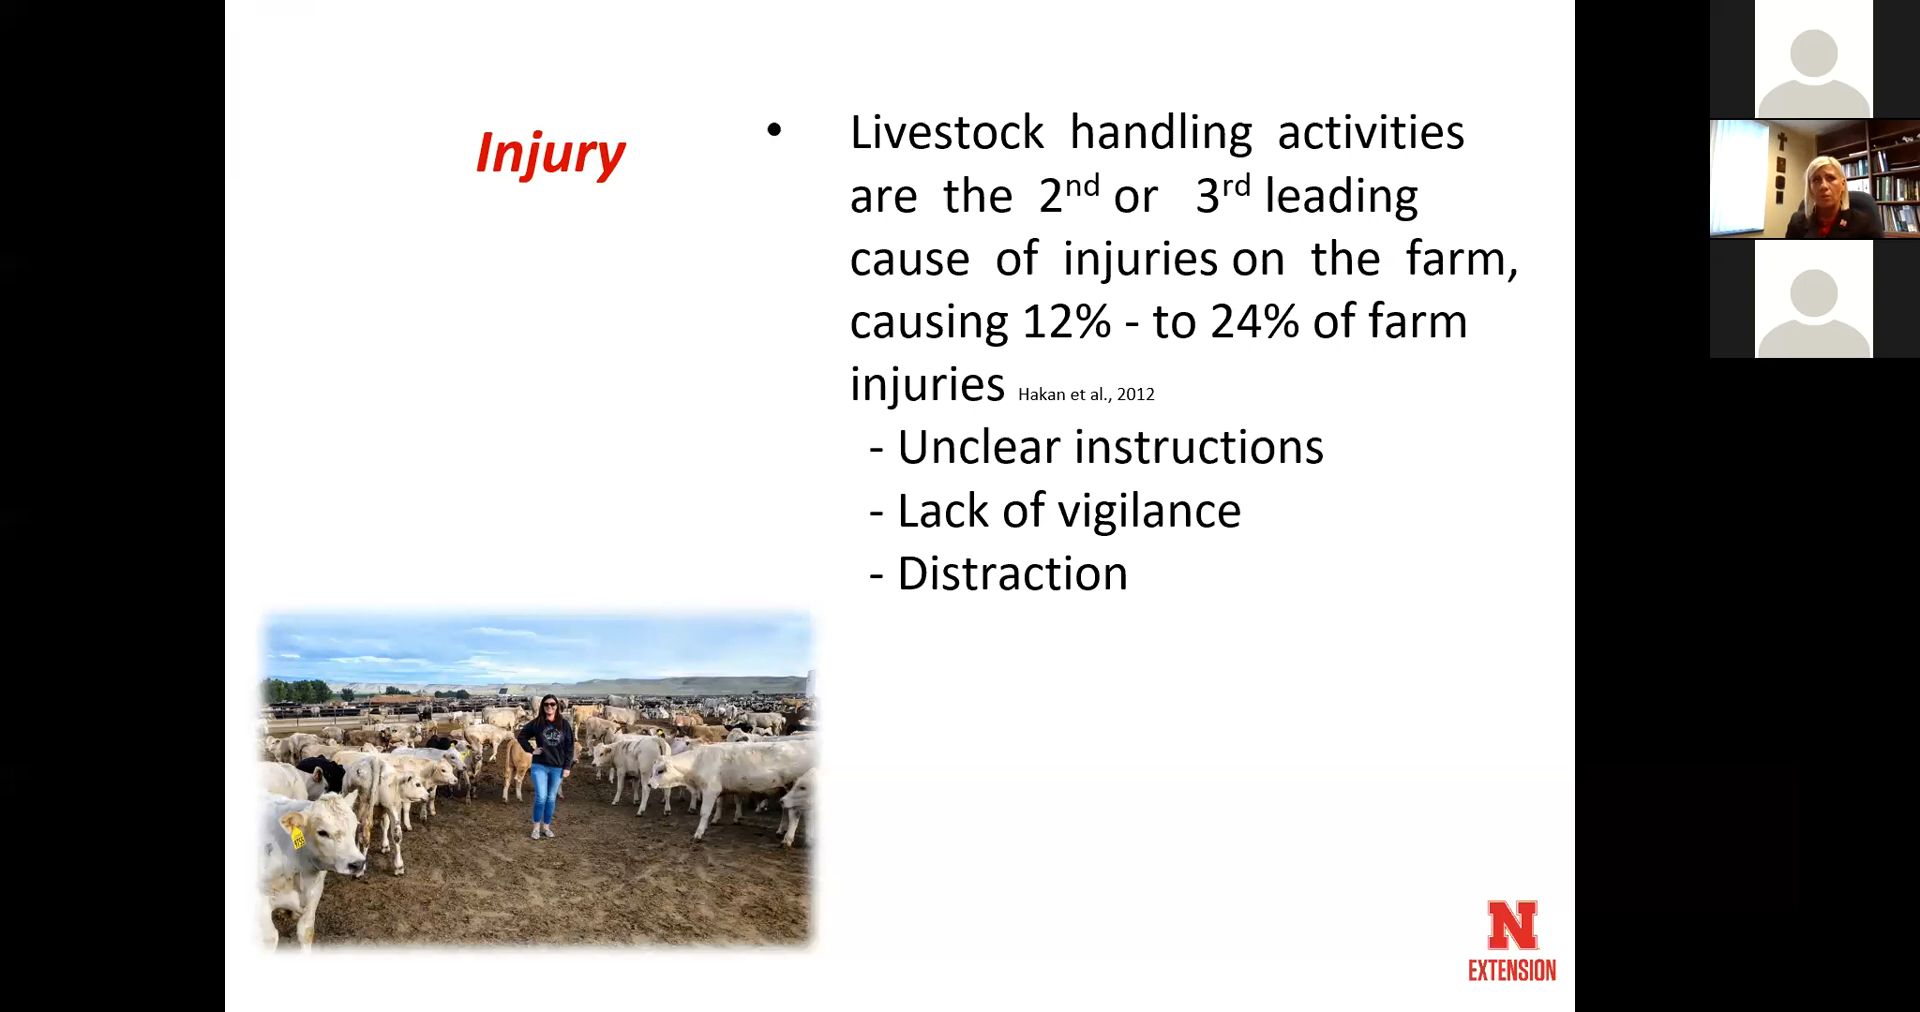 Injury
• Livestock handling activities
are the 2nd or 3rd leading
cause of injuries on the farm,
causing 12% - to 24% of farm
injuries Hakan et al., 2012
- Unclear instructions
- Lack of vigilance
- Distraction
N
EXTENSION